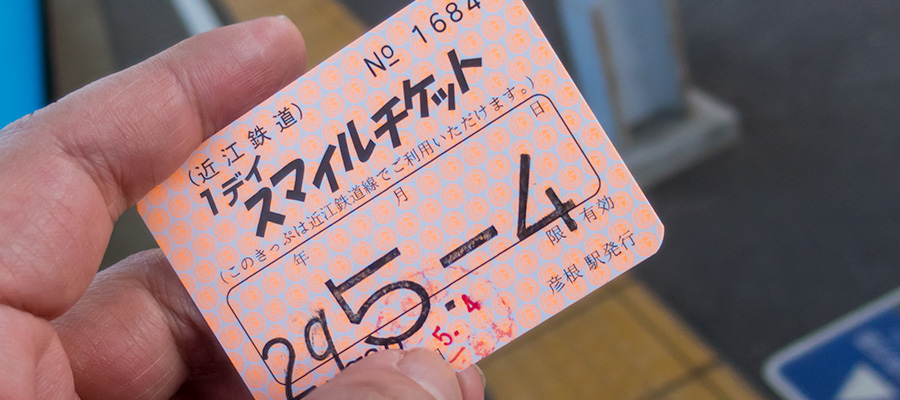 No 1684
(近江鉄道)
1デイ
スマイルチケット
(このきっぷは近江鉄道線でご利用いただけます。)
年 月 日
29 5-4
限 有効
5. 4
彦根駅発行